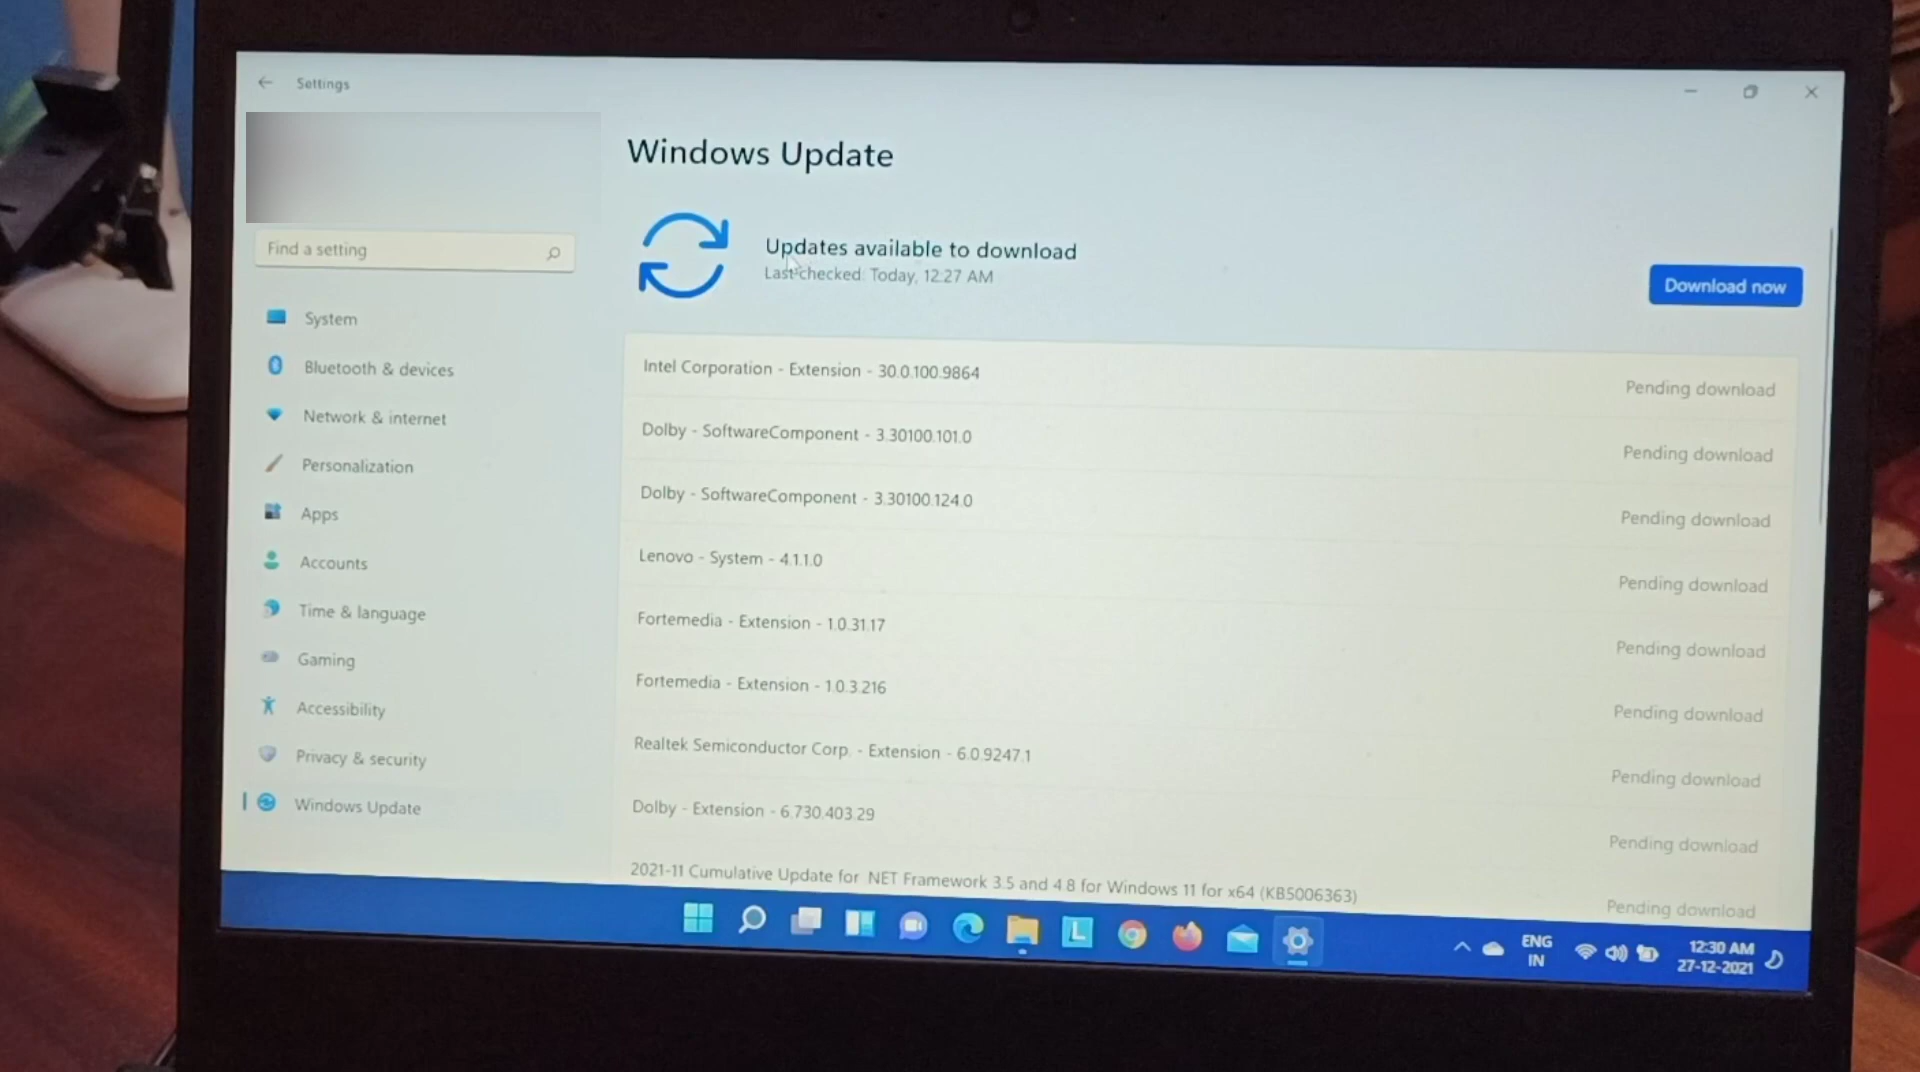 Settings
Windows Update
Find a setting
Updates available to download
Last checked: Today, 12:27 AM
Download now
System
Bluetooth & devices
Network & internet
Personalization
Apps
Accounts
Time & language
Gaming
Accessibility
Privacy & security
Windows Update
Intel Corporation - Extension - 30.0.100.9864 Pending download
Dolby - SoftwareComponent - 3.30100.101.0 Pending download
Dolby - SoftwareComponent - 3.30100.124.0 Pending download
Lenovo - System - 4.1.1.0 Pending download
Fortemedia - Extension - 1.0.31.17 Pending download
Fortemedia - Extension - 1.0.3.216 Pending download
Realtek Semiconductor Corp. - Extension - 6.0.9247.1 Pending download
Dolby - Extension - 6.730.403.29 Pending download
2021-11 Cumulative Update for .NET Framework 3.5 and 4.8 for Windows 11 for x64 (KB5006363) Pending download
L
ENG
IN
12:30 AM
27-12-2021